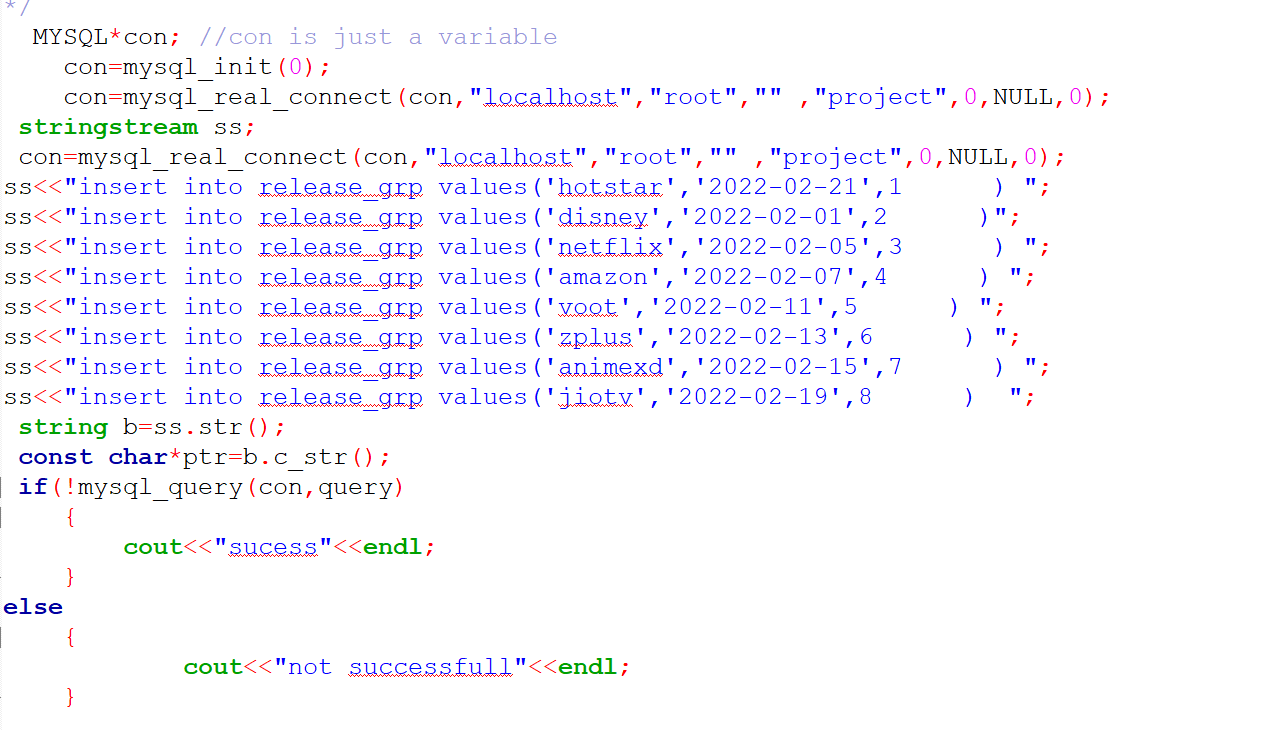 */
MYSQL*con; //con is just a variable
con=mysql_init(0);
con=mysql_real_connect(con,"localhost","root","" ,"project",0,NULL,0);
stringstream ss;
con=mysql_real_connect(con,"localhost","root","" ,"project",0,NULL,0);
ss<<"insert into release_grp values('hotstar','2022-02-21',1      ) ";
ss<<"insert into release_grp values('disney','2022-02-01',2      )";
ss<<"insert into release_grp values('netflix','2022-02-05',3      ) ";
ss<<"insert into release_grp values('amazon','2022-02-07',4      ) ";
ss<<"insert into release_grp values('voot','2022-02-11',5      ) ";
ss<<"insert into release_grp values('zplus','2022-02-13',6      ) ";
ss<<"insert into release_grp values('animexd','2022-02-15',7      ) ";
ss<<"insert into release_grp values('jiotv','2022-02-19',8      )  ";
string b=ss.str();
const char*ptr=b.c_str();
if(!mysql_query(con,query)
{
cout<<"sucess"<<endl;
}
else
{
cout<<"not successfull"<<endl;
}